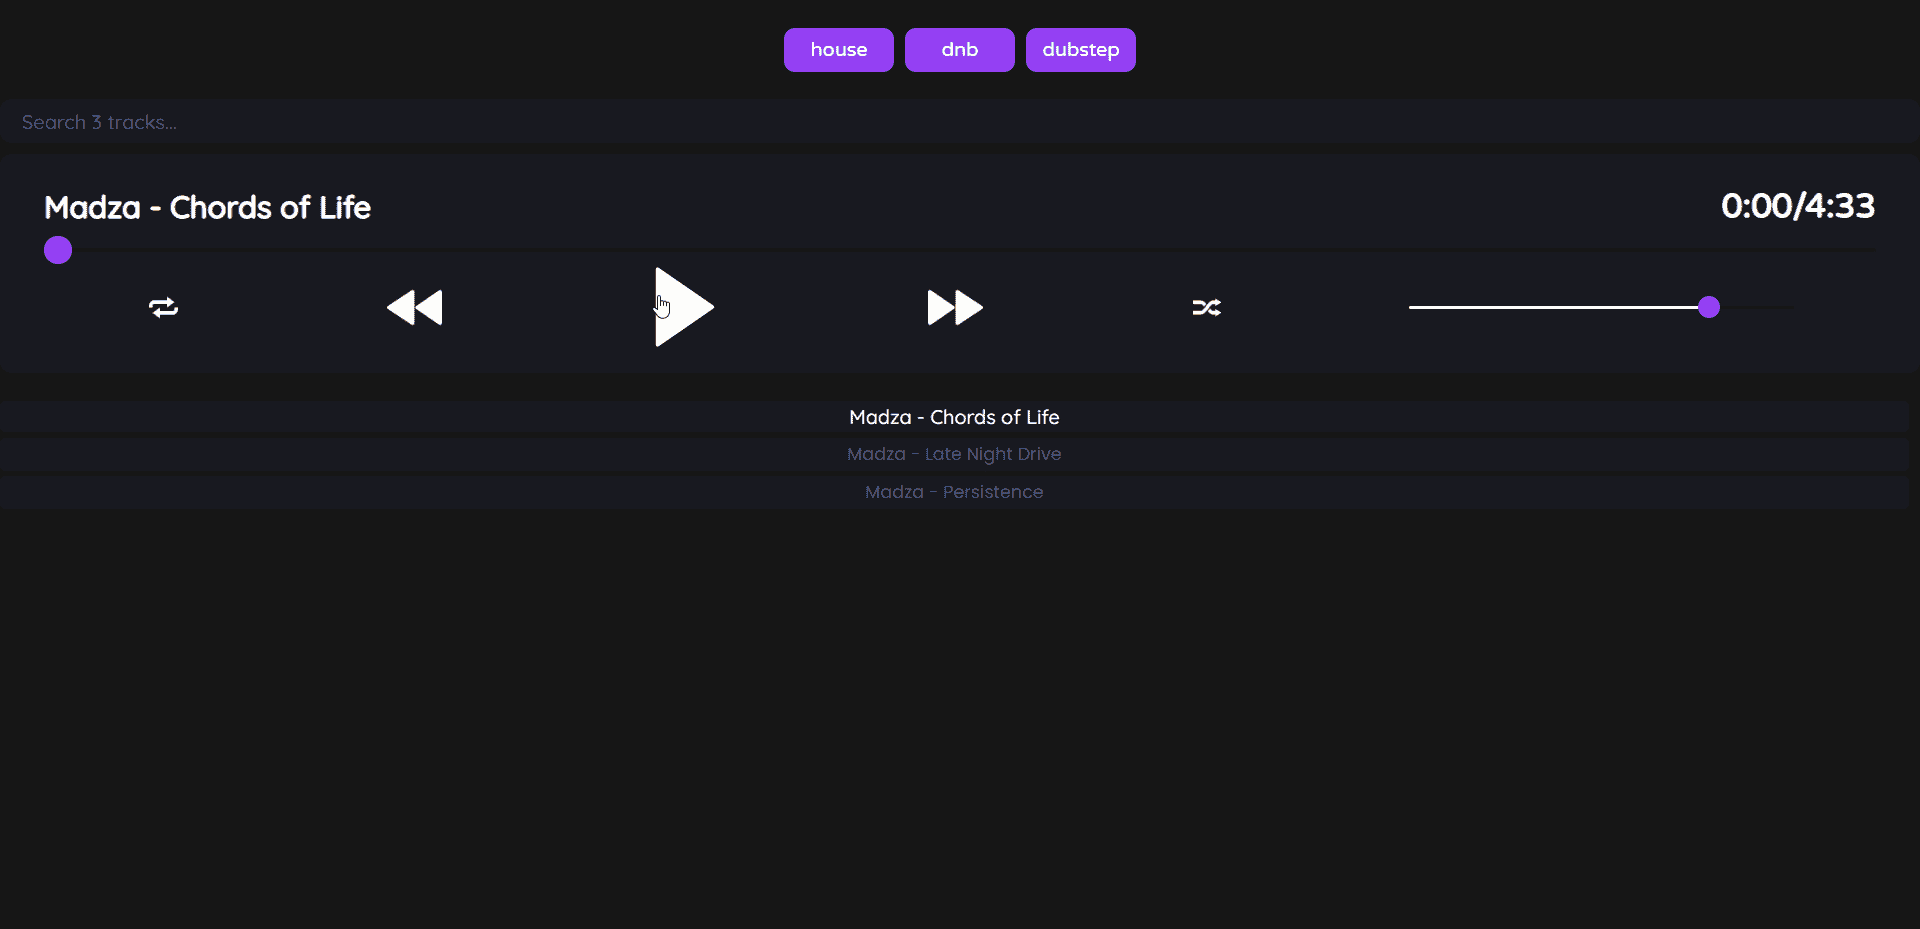 house dnb dubstep
Search 3 tracks...
Madza - Chords of Life 0:00/4:33
Madza - Chords of Life
Madza - Late Night Drive
Madza - Persistence